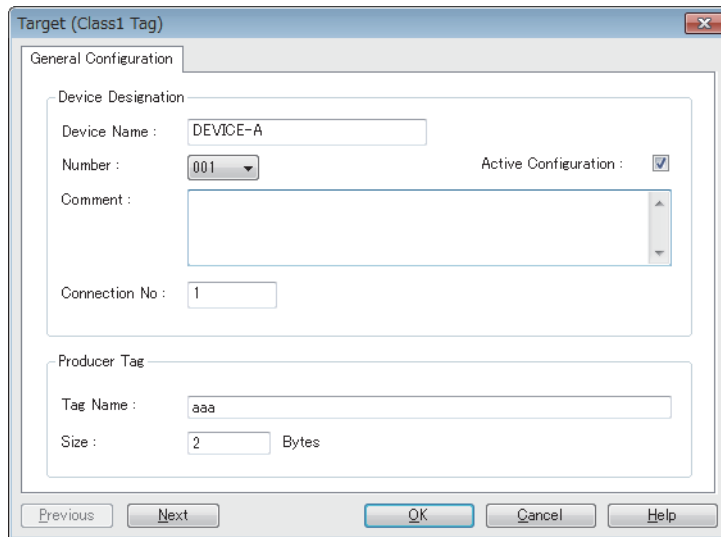 Target (Class1 Tag)
General Configuration
Device Designation
Device Name : DEVICE-A
Number : 001 Active Configuration :
Comment :
Connection No : 1
Producer Tag
Tag Name : aaa
Size : 2 Bytes
Previous Next OK Cancel Help